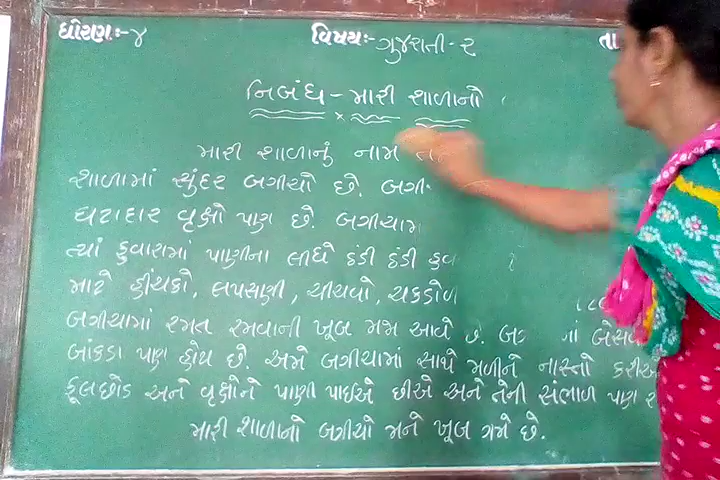 ધોરણ:- ૪ વિષય:- ગુજરાતી - ૨ તા
નિબંધ - મારી શાળાનો
મારી શાળાનું નામ
શાળામાં સુંદર બગીચો છે. બગી
ઘટાદાર વૃક્ષો પણ છે. બગીચામ
ત્યાં ફુવારામાં પાણીના લીધે ઠંડી ઠંડી
માટે હીંચકો, લપસણી, ચીચવો, ચકડોળ
બગીચામાં રમત રમવાની ખૂબ મજા આવે છે.
બાંકડા પણ હોય છે. અમે બગીચામાં સાથે મળીને નાસ્તો કરીએ
ફૂલછોડ અને વૃક્ષોને પાણી પાઈએ છીએ અને તેની સંભાળ પણ
મારી શાળાનો બગીચો મને ખૂબ ગમે છે.